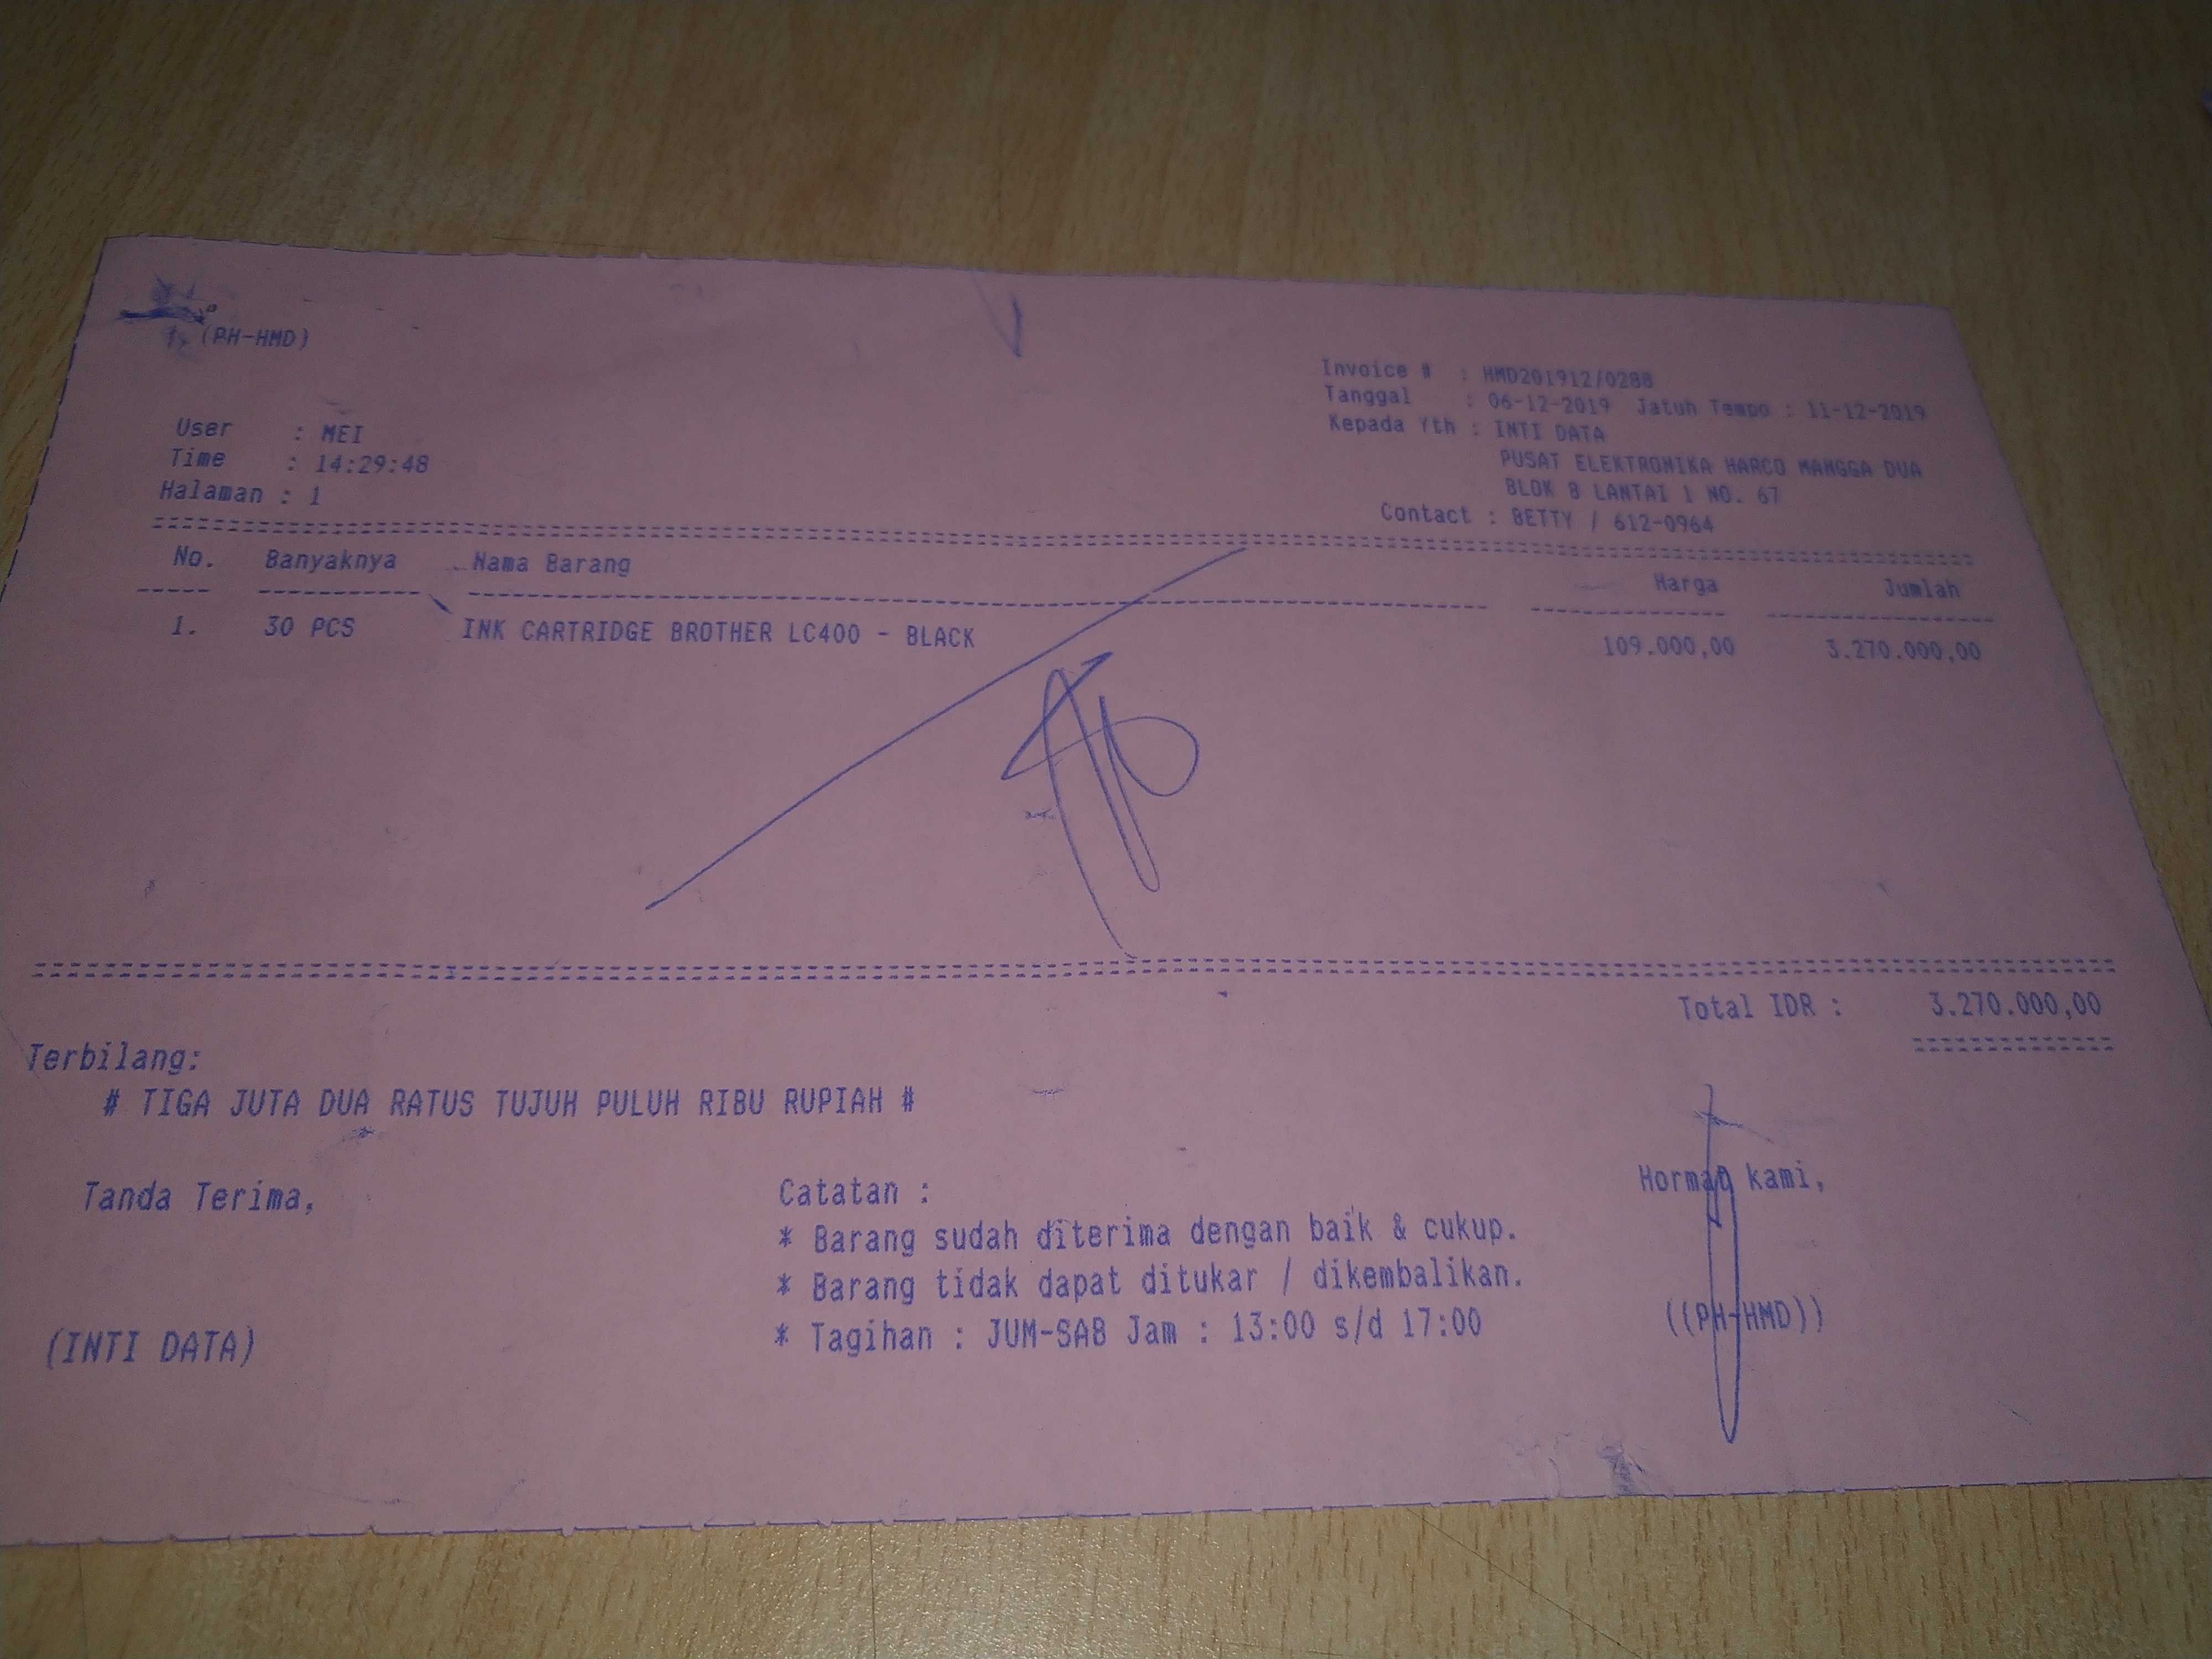 (PH-HMD)
Invoice # : HMD201912/0288
Tanggal : 06-12-2019 Jatuh Tempo : 11-12-2019
Kepada Yth : INTI DATA
PUSAT ELEKTRONIKA HARCO MANGGA DUA
BLOK B LANTAI 1 NO. 67
Contact : BETTY / 612-0964
User : MEI
Time : 14:29:48
Halaman : 1
No. Banyaknya Nama Barang Harga Jumlah
1. 30 PCS INK CARTRIDGE BROTHER LC400 - BLACK 109.000,00 3.270.000,00
Total IDR : 3.270.000,00
Terbilang:
# TIGA JUTA DUA RATUS TUJUH PULUH RIBU RUPIAH #
Tanda Terima,
(INTI DATA)
Catatan :
* Barang sudah diterima dengan baik & cukup.
* Barang tidak dapat ditukar / dikembalikan.
* Tagihan : JUM-SAB Jam : 13:00 s/d 17:00
Hormat kami,
((PH-HMD))